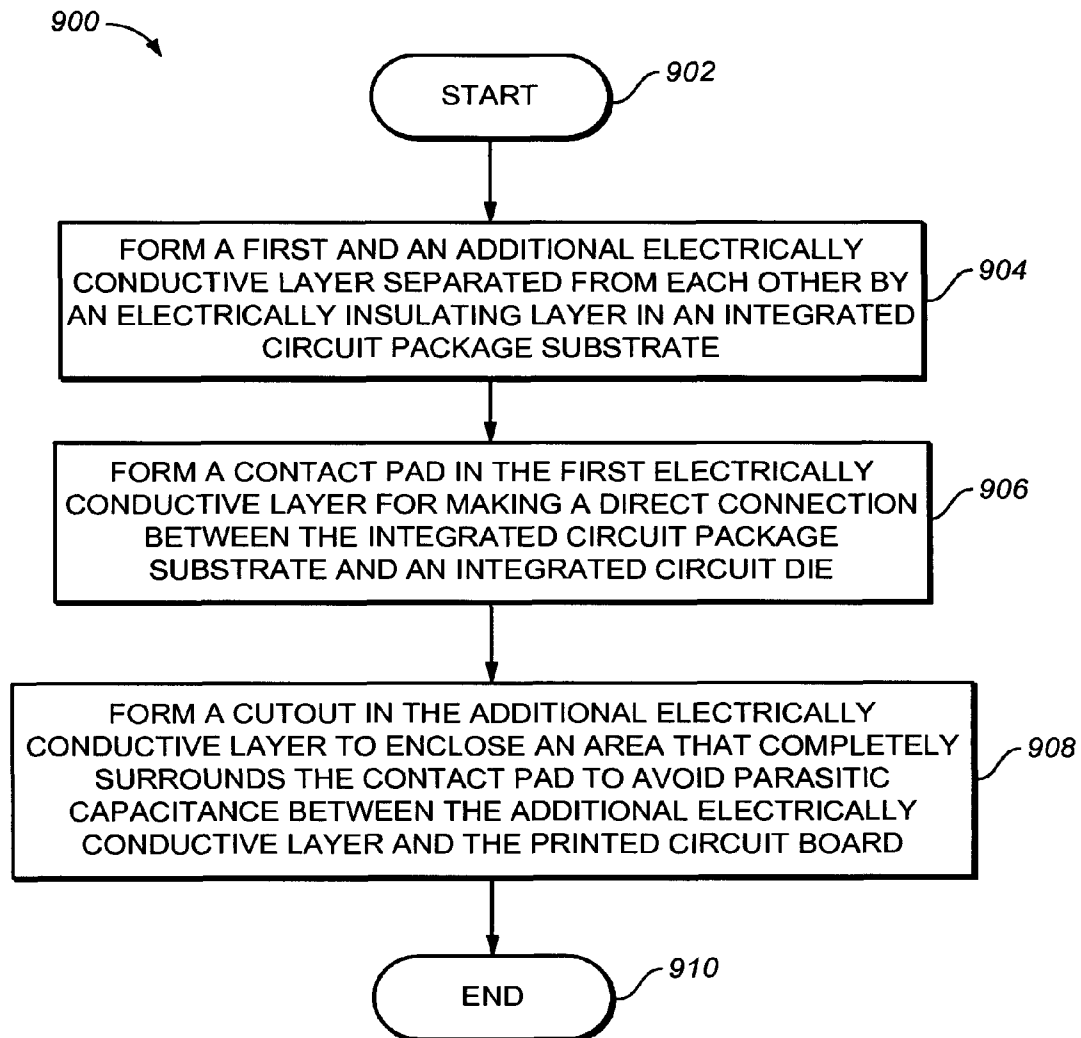 900
START
902
FORM A FIRST AND AN ADDITIONAL ELECTRICALLY
CONDUCTIVE LAYER SEPARATED FROM EACH OTHER BY
AN ELECTRICALLY INSULATING LAYER IN AN INTEGRATED
CIRCUIT PACKAGE SUBSTRATE
904
FORM A CONTACT PAD IN THE FIRST ELECTRICALLY
CONDUCTIVE LAYER FOR MAKING A DIRECT CONNECTION
BETWEEN THE INTEGRATED CIRCUIT PACKAGE
SUBSTRATE AND AN INTEGRATED CIRCUIT DIE
906
FORM A CUTOUT IN THE ADDITIONAL ELECTRICALLY
CONDUCTIVE LAYER TO ENCLOSE AN AREA THAT COMPLETELY
SURROUNDS THE CONTACT PAD TO AVOID PARASITIC
CAPACITANCE BETWEEN THE ADDITIONAL ELECTRICALLY
CONDUCTIVE LAYER AND THE PRINTED CIRCUIT BOARD
908
END
910